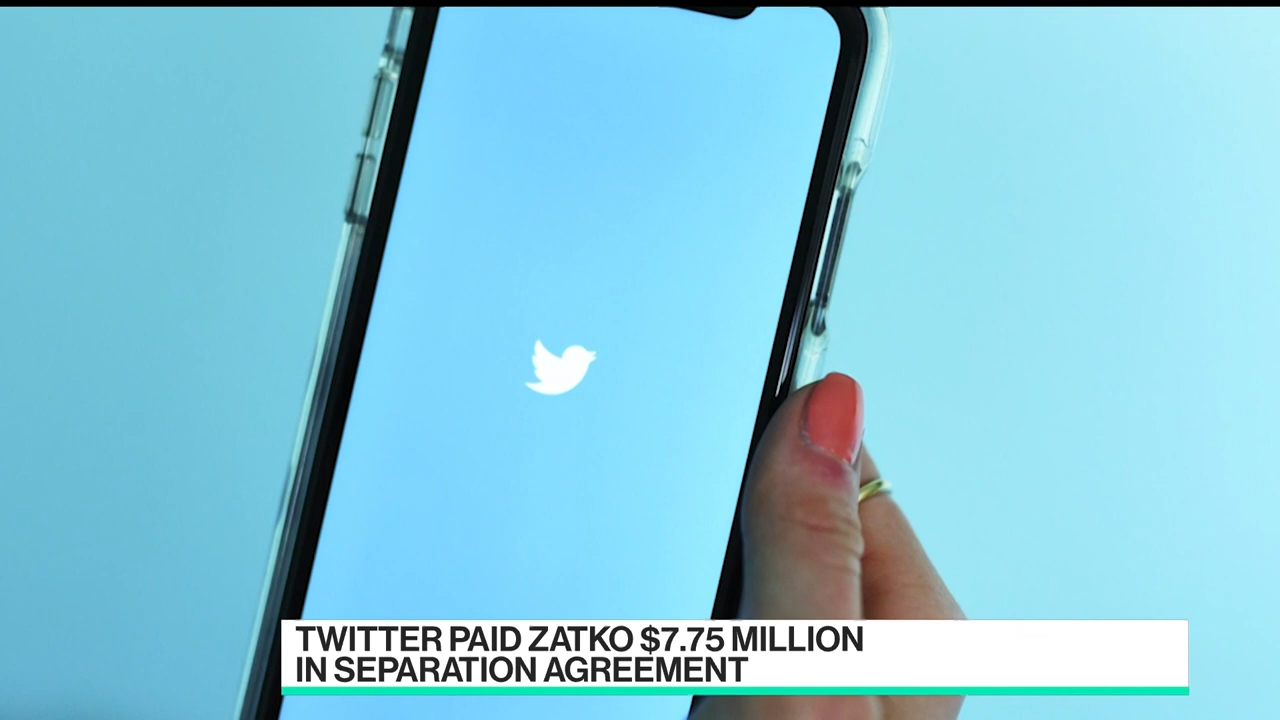 TWITTER PAID ZATKO $7.75 MILLION
IN SEPARATION AGREEMENT